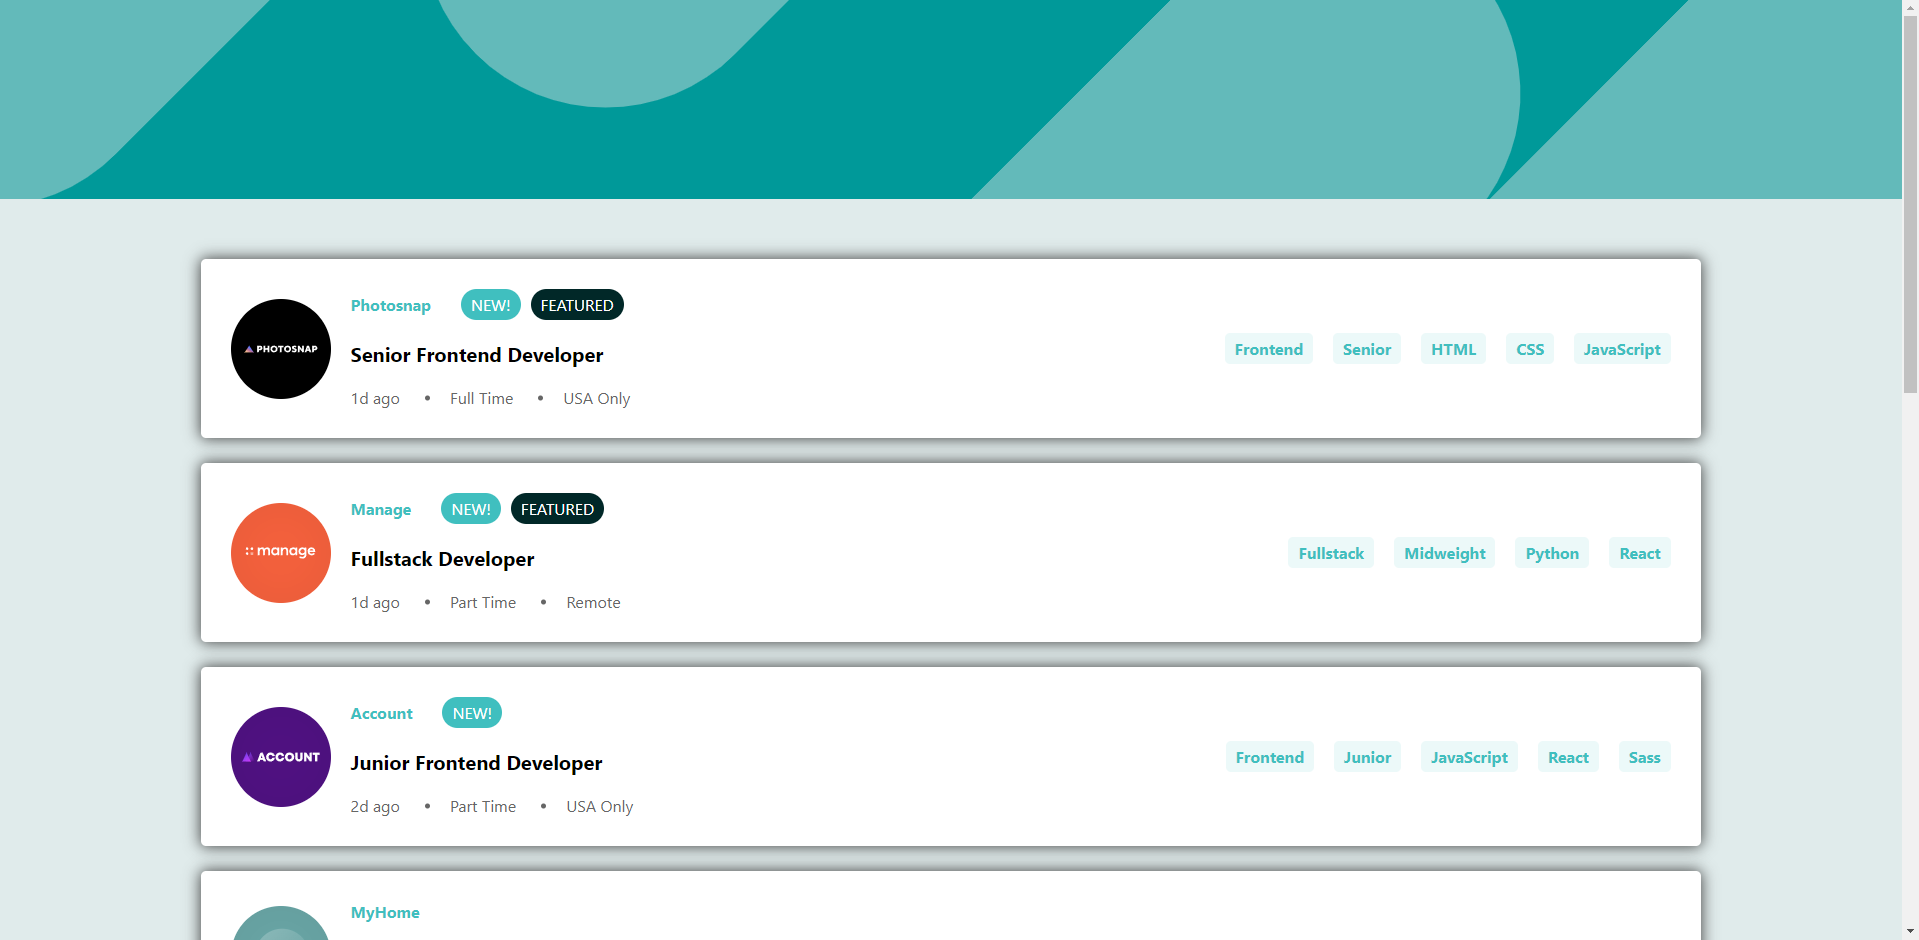 Photosnap NEW! FEATURED
PHOTOSNAP
Senior Frontend Developer
1d ago • Full Time • USA Only
Frontend Senior HTML CSS JavaScript
Manage NEW! FEATURED
manage
Fullstack Developer
1d ago • Part Time • Remote
Fullstack Midweight Python React
Account NEW!
ACCOUNT
Junior Frontend Developer
2d ago • Part Time • USA Only
Frontend Junior JavaScript React Sass
MyHome